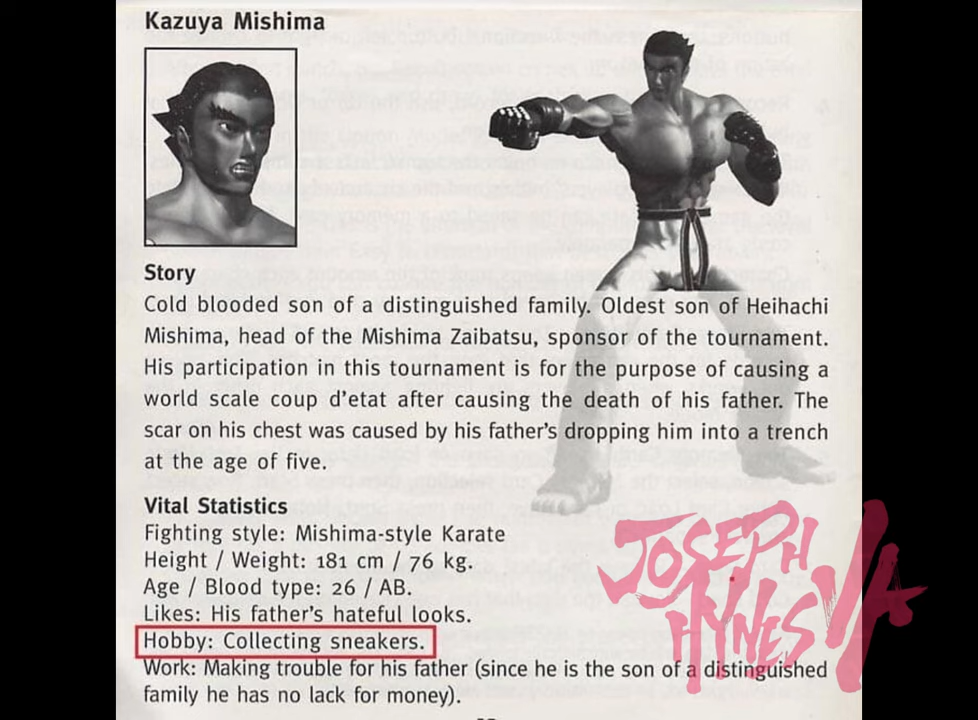 Kazuya Mishima
Story
Cold blooded son of a distinguished family. Oldest son of Heihachi
Mishima, head of the Mishima Zaibatsu, sponsor of the tournament.
His participation in this tournament is for the purpose of causing a
world scale coup d'etat after causing the death of his father. The
scar on his chest was caused by his father's dropping him into a trench
at the age of five.
Vital Statistics
Fighting style: Mishima-style Karate
Height / Weight: 181 cm / 76 kg.
Age / Blood type: 26 / AB.
Likes: His father's hateful looks.
Hobby: Collecting sneakers.
Work: Making trouble for his father (since he is the son of a distinguished
family he has no lack for money).
JOSEPH
HYNES VA